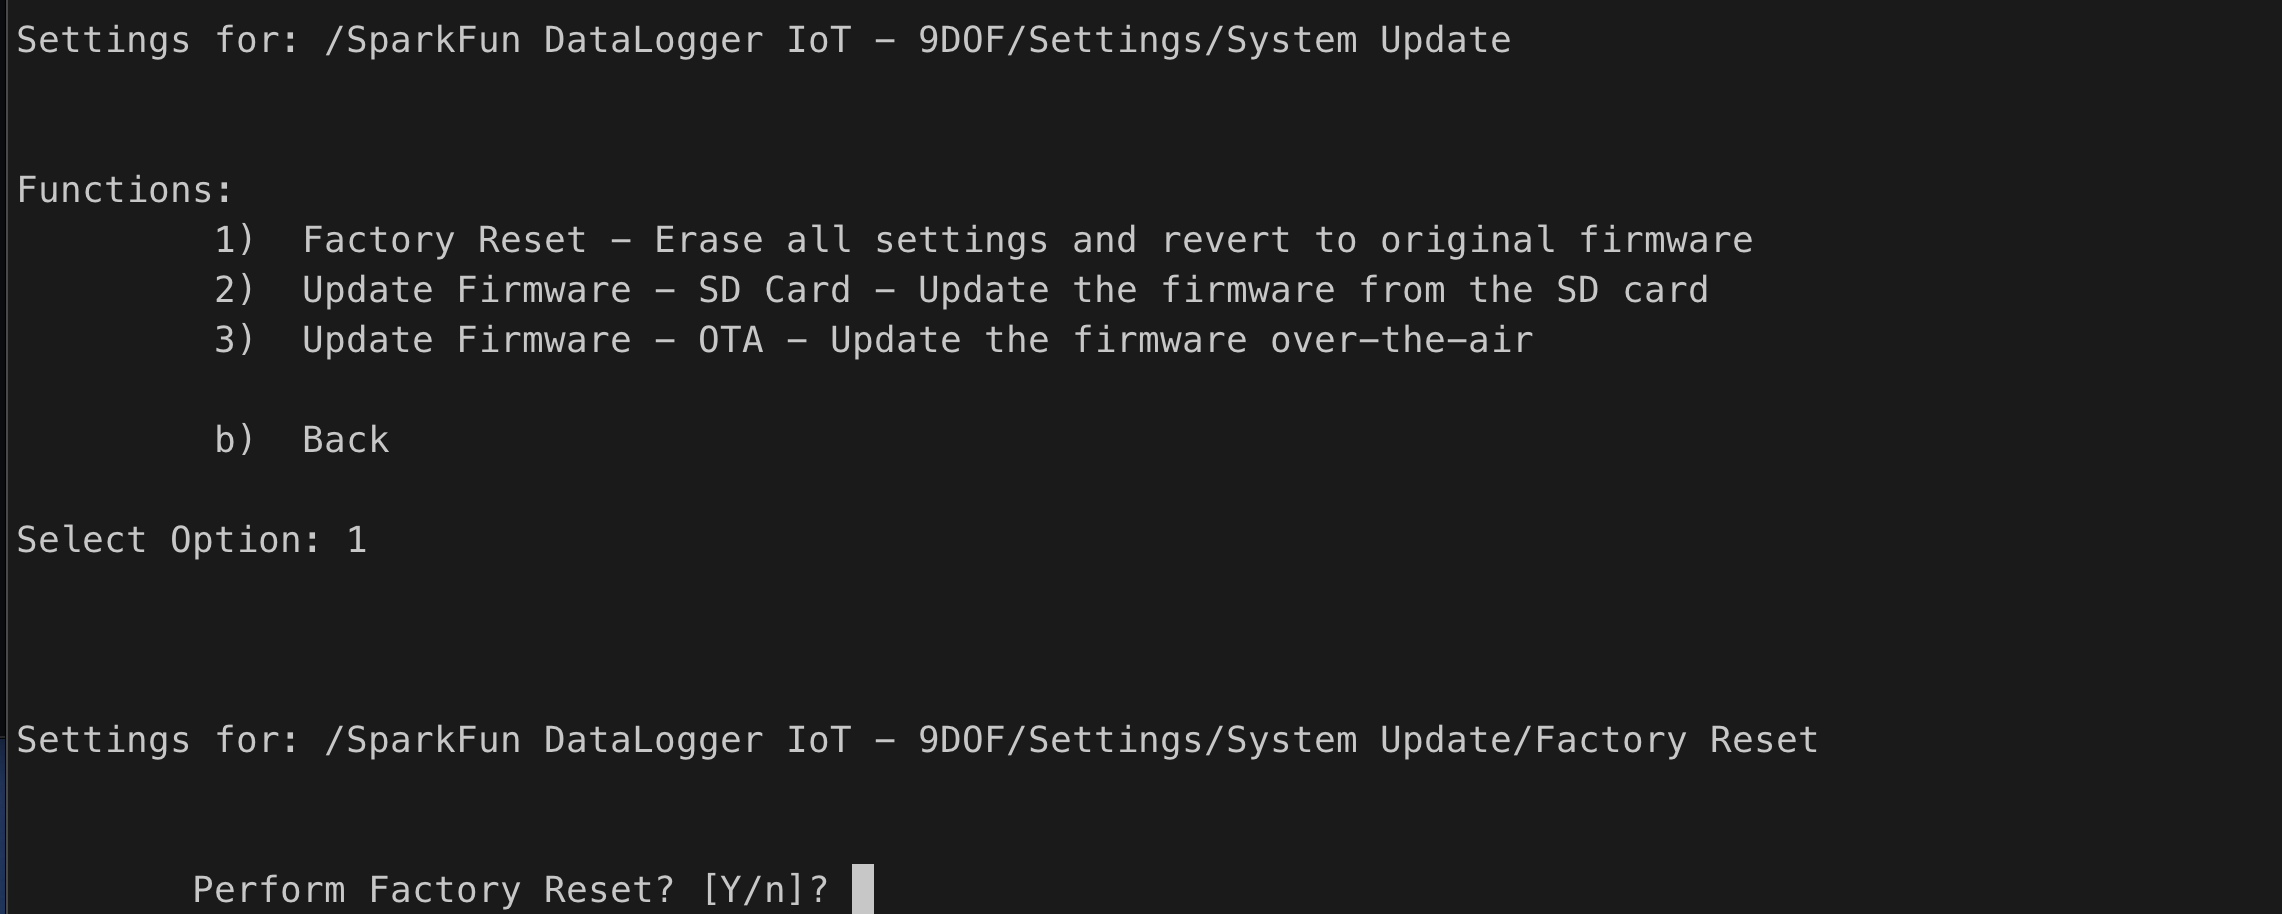 Settings for: /SparkFun DataLogger IoT – 9DOF/Settings/System Update
Functions:
1) Factory Reset – Erase all settings and revert to original firmware
2) Update Firmware – SD Card – Update the firmware from the SD card
3) Update Firmware – OTA – Update the firmware over–the–air
b) Back
Select Option: 1
Settings for: /SparkFun DataLogger IoT – 9DOF/Settings/System Update/Factory Reset
Perform Factory Reset? [Y/n]?